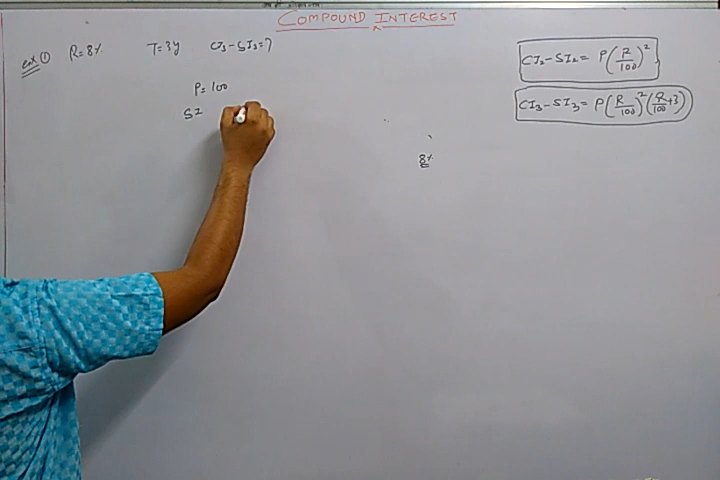 COMPOUND INTEREST
ex ① R=8% T=3y CI₃-SI₃=?
CI₂-SI₂= P(R/100)²
CI₃-SI₃= P(R/100)²(R/100+3)
P= 100
SI
8%